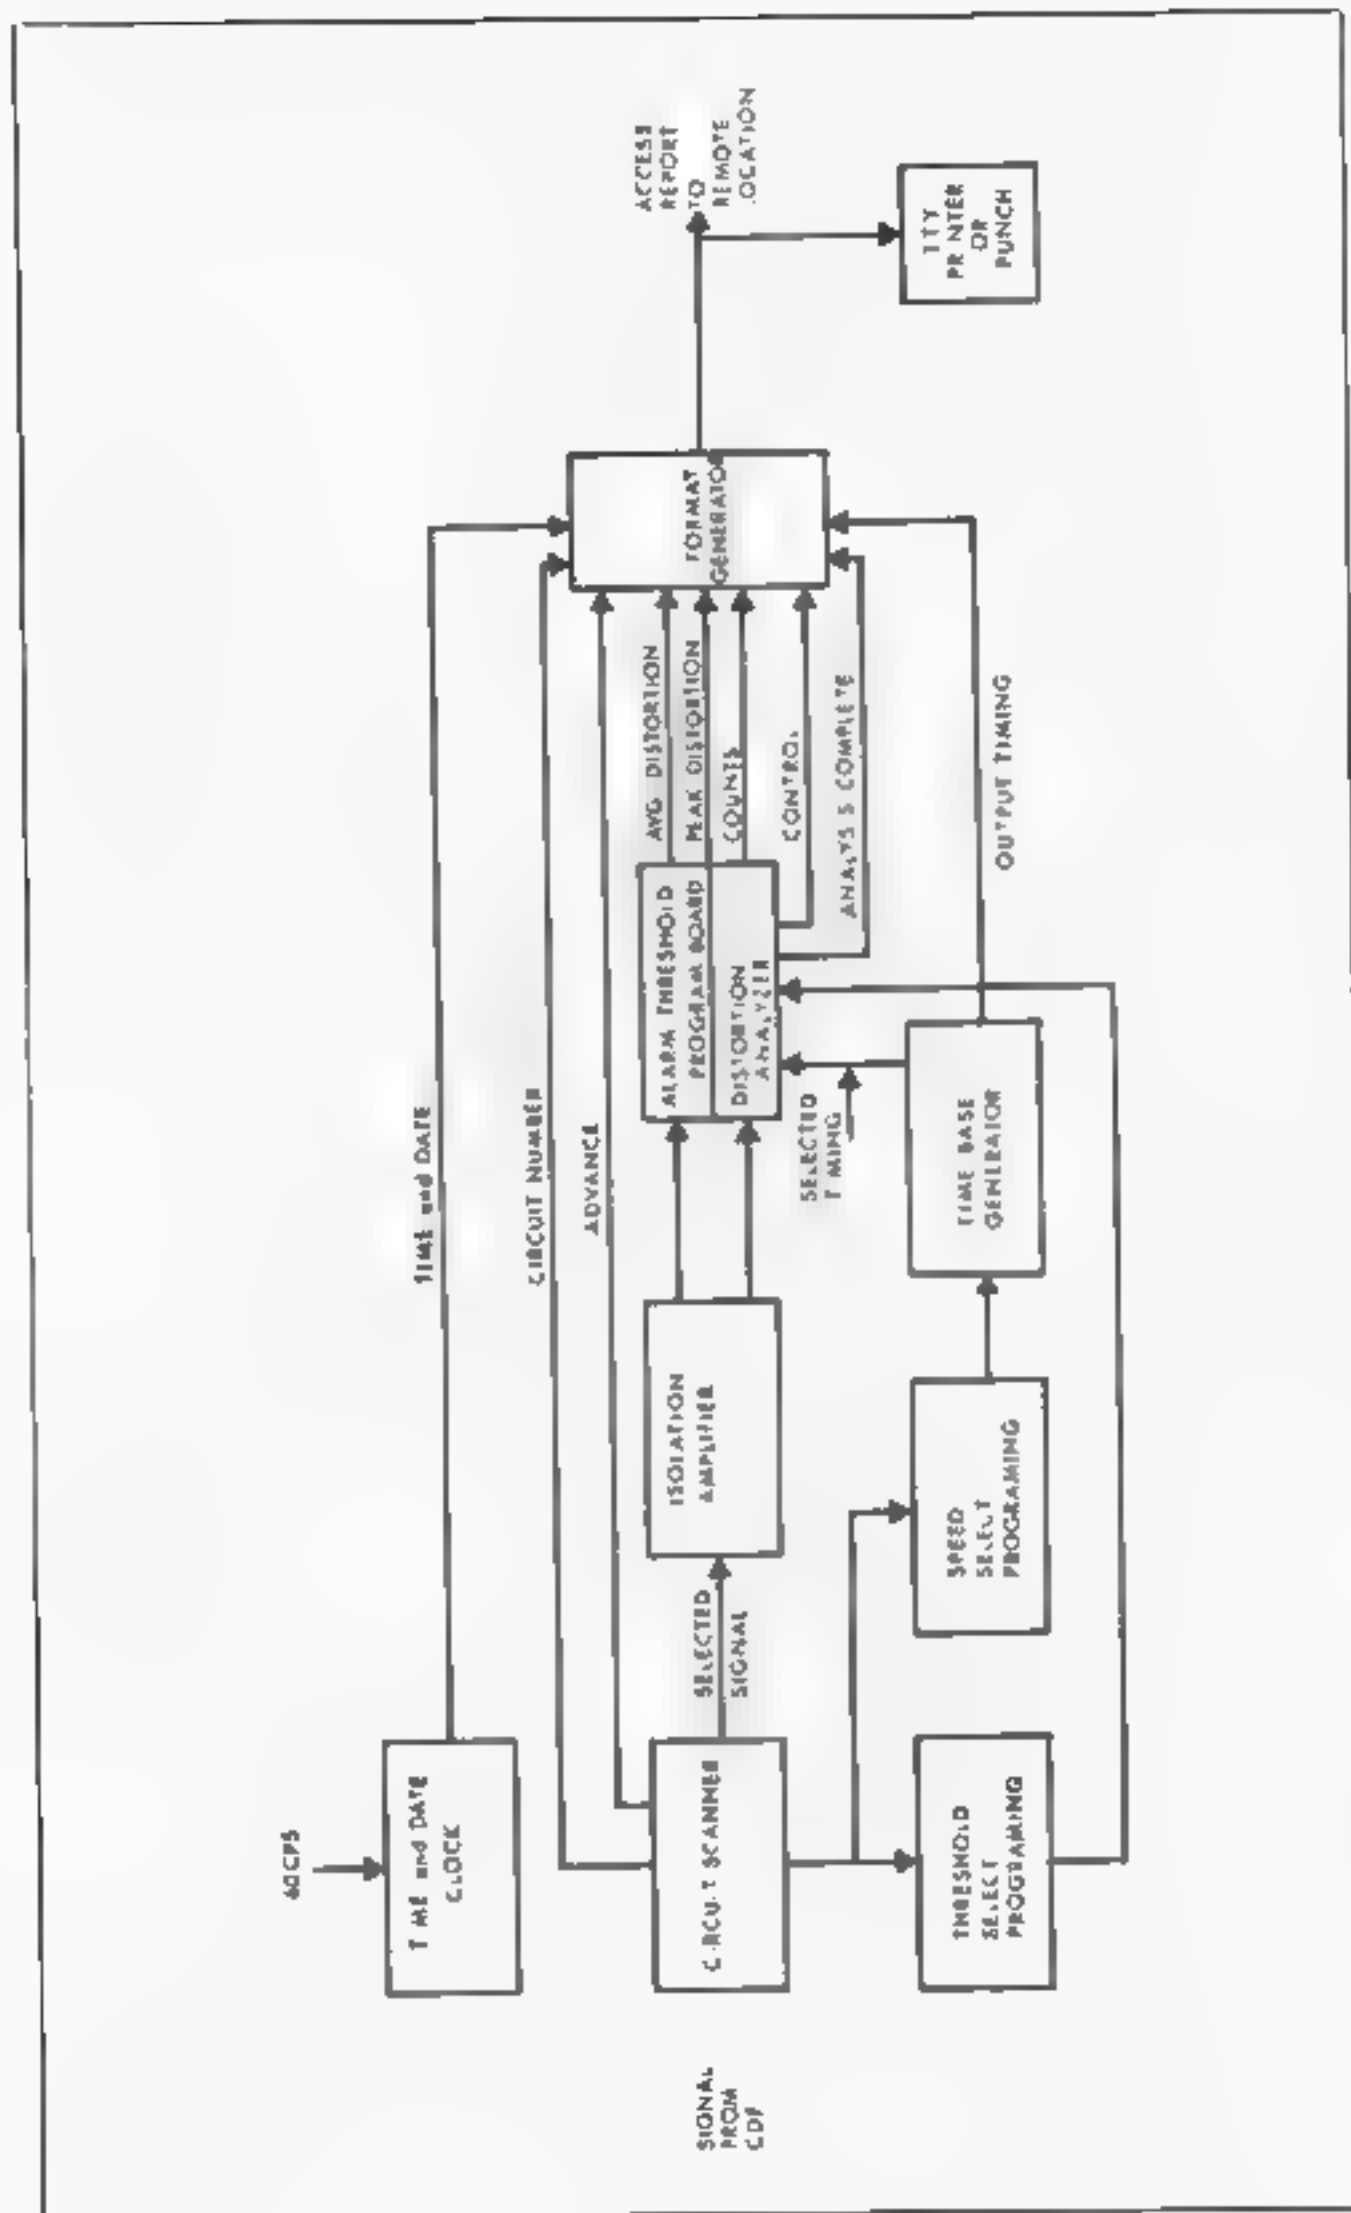 60CPS
TIME and DATE
CLOCK
TIME and DATE
CIRCUIT NUMBER
ADVANCE
SIGNAL
FROM
CDF
CIRCUIT SCANNER
SELECTED
SIGNAL
ISOLATION
AMPLIFIER
ALARM THRESHOLD
PROGRAM BOARD
DISTORTION
ANALYZER
AVG DISTORTION
PEAK DISTORTION
COUNTS
CONTROL
ANALYSIS COMPLETE
FORMAT
GENERATOR
ACCESS
REPORT
TO
REMOTE
LOCATION
TTY
PRINTER
OR
PUNCH
THRESHOLD
SELECT
PROGRAMING
SPEED
SELECT
PROGRAMING
SELECTED
TIMING
TIME BASE
GENERATOR
OUTPUT TIMING